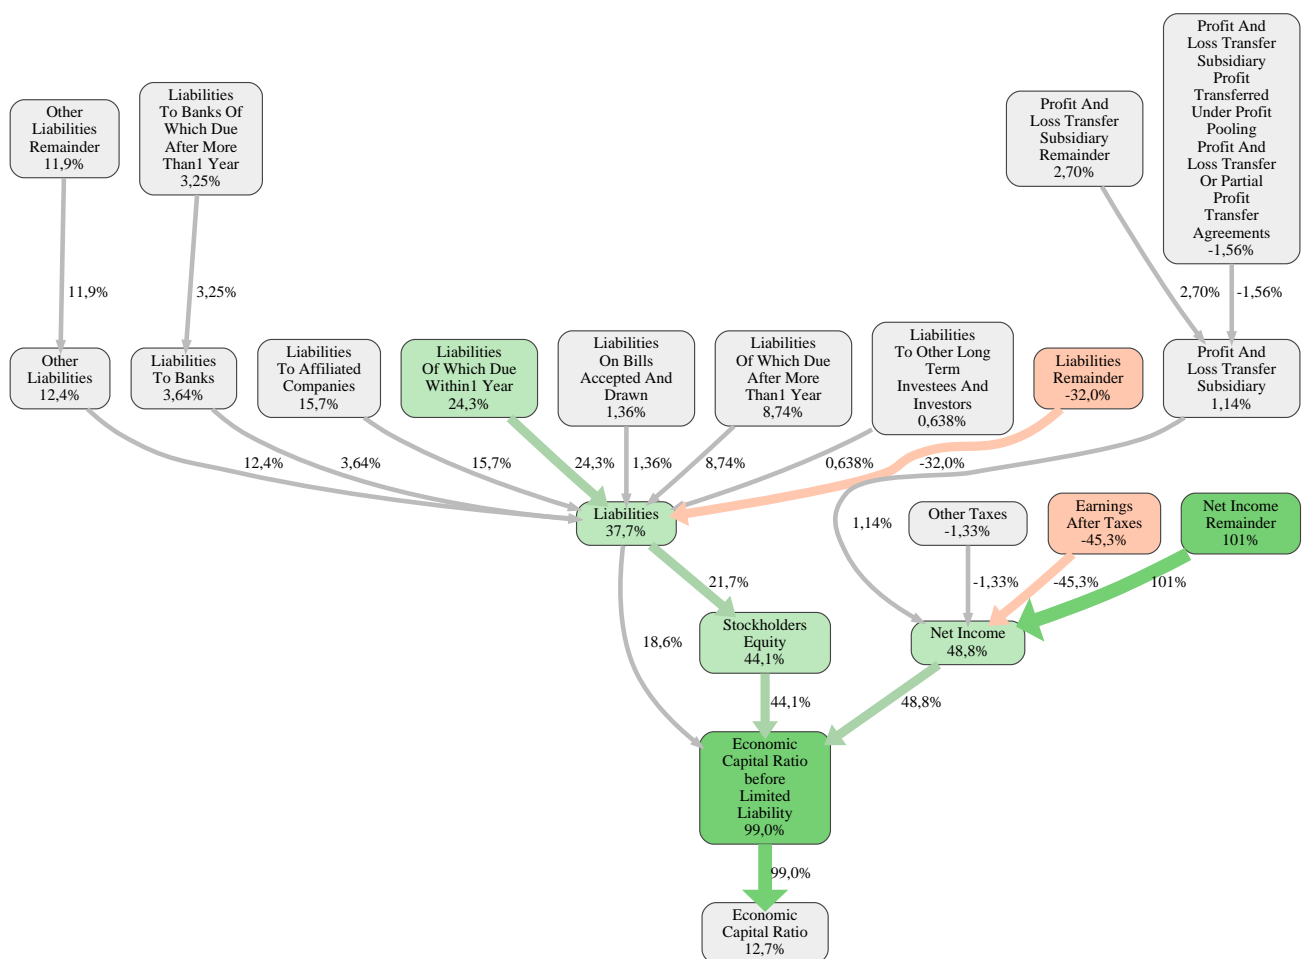 Profit And
Loss Transfer
Subsidiary
Profit
Transferred
Under Profit
Pooling
Profit And
Loss Transfer
Or Partial
Profit
Transfer
Agreements
-1,56%
Liabilities
To Banks Of
Which Due
After More
Than1 Year
3,25%
Other
Liabilities
Remainder
11,9%
Profit And
Loss Transfer
Subsidiary
Remainder
2,70%
11,9%
3,25%
2,70%
-1,56%
Other
Liabilities
12,4%
Liabilities
To Banks
3,64%
Liabilities
To Affiliated
Companies
15,7%
Liabilities
Of Which Due
Within1 Year
24,3%
Liabilities
On Bills
Accepted And
Drawn
1,36%
Liabilities
Of Which Due
After More
Than1 Year
8,74%
Liabilities
To Other Long
Term
Investees And
Investors
0,638%
Liabilities
Remainder
-32,0%
Profit And
Loss Transfer
Subsidiary
1,14%
12,4%
3,64%
15,7%
24,3%
1,36%
8,74%
0,638%
-32,0%
1,14%
Liabilities
37,7%
Other Taxes
-1,33%
Earnings
After Taxes
-45,3%
Net Income
Remainder
101%
21,7%
-1,33%
-45,3%
101%
18,6%
Stockholders
Equity
44,1%
Net Income
48,8%
44,1%
48,8%
Economic
Capital Ratio
before
Limited
Liability
99,0%
99,0%
Economic
Capital Ratio
12,7%